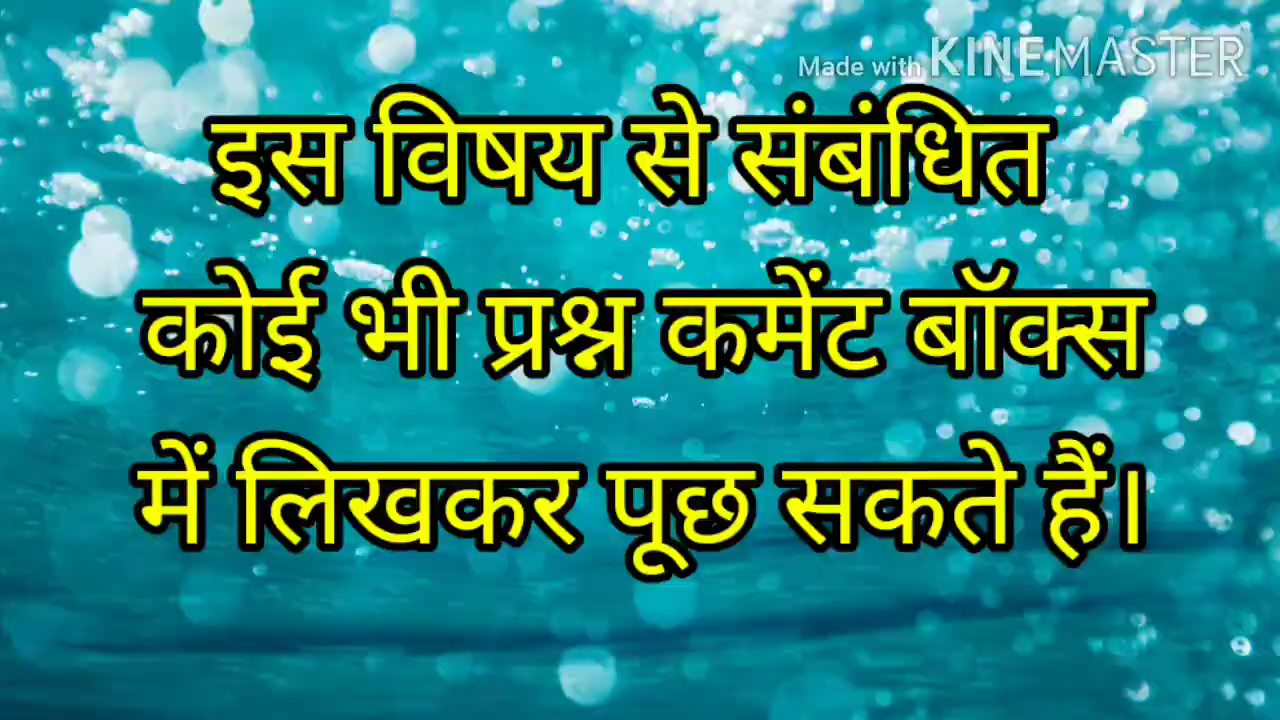 Made with KINEMASTER
इस विषय से संबंधित
कोई भी प्रश्न कमेंट बॉक्स
में लिखकर पूछ सकते हैं।